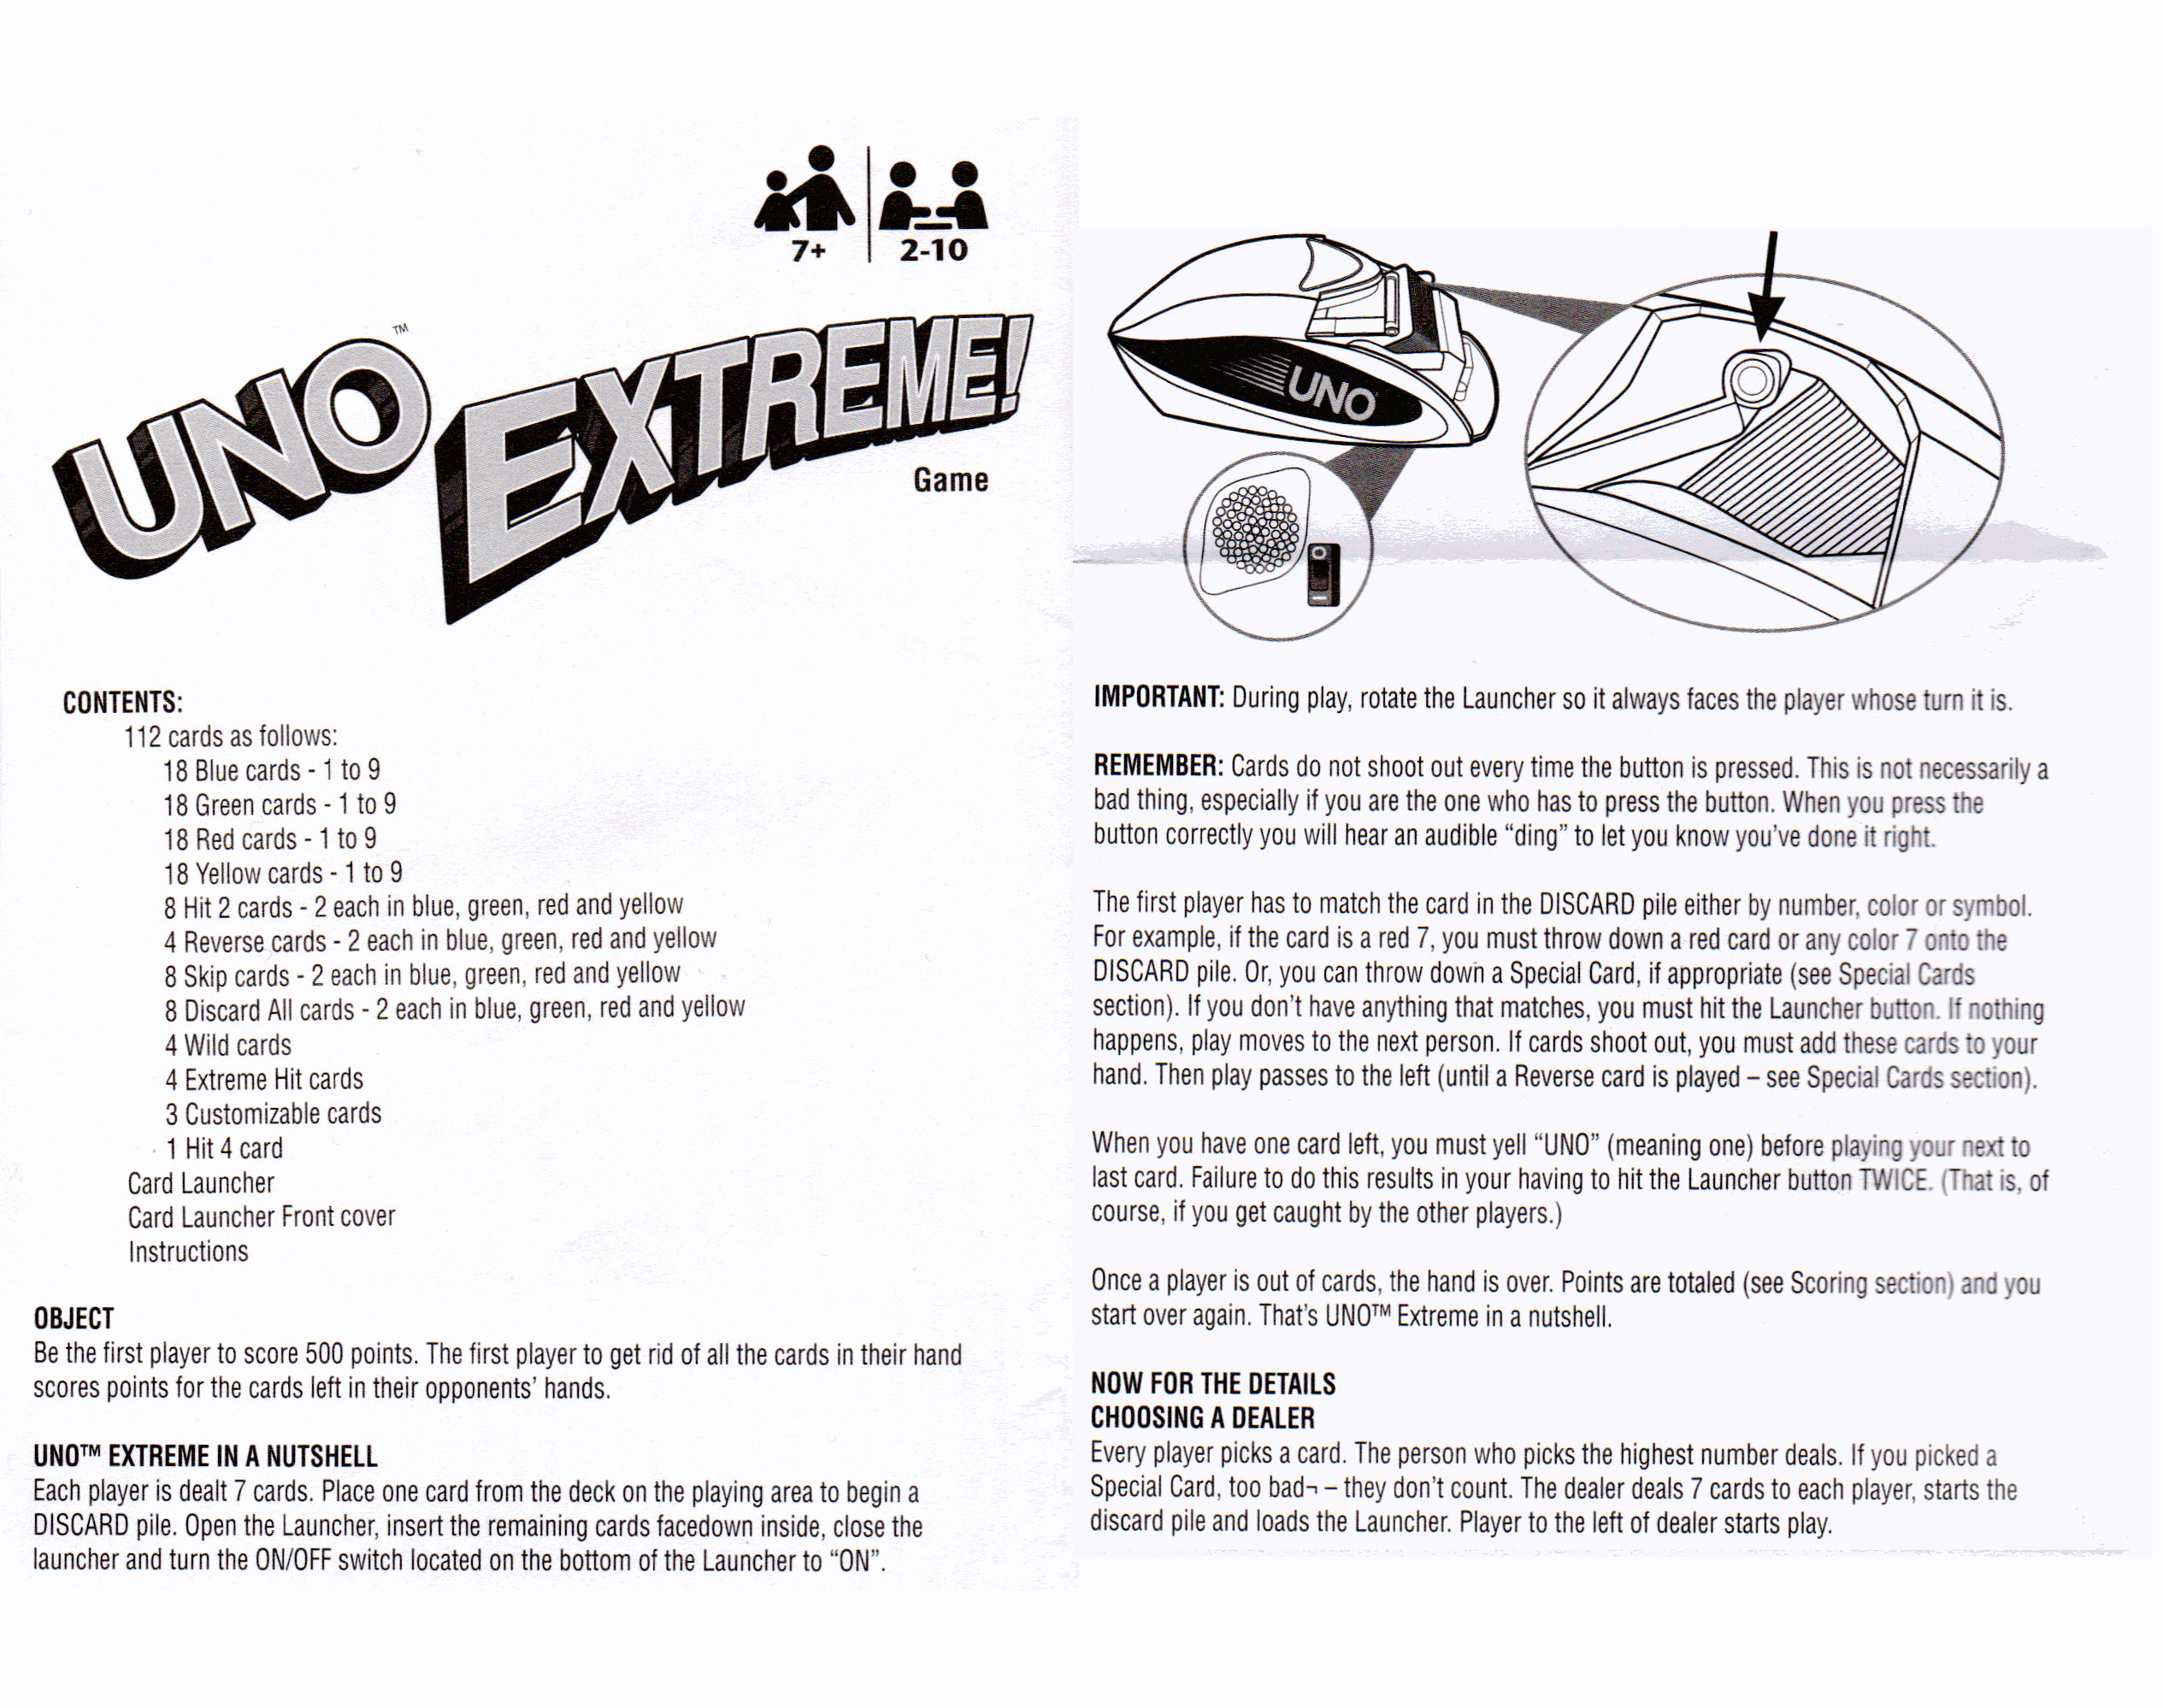 7+
2-10
UNO™ EXTREME!
Game
CONTENTS:
112 cards as follows:
18 Blue cards - 1 to 9
18 Green cards - 1 to 9
18 Red cards - 1 to 9
18 Yellow cards - 1 to 9
8 Hit 2 cards - 2 each in blue, green, red and yellow
4 Reverse cards - 2 each in blue, green, red and yellow
8 Skip cards - 2 each in blue, green, red and yellow
8 Discard All cards - 2 each in blue, green, red and yellow
4 Wild cards
4 Extreme Hit cards
3 Customizable cards
1 Hit 4 card
Card Launcher
Card Launcher Front cover
Instructions
OBJECT
Be the first player to score 500 points. The first player to get rid of all the cards in their hand
scores points for the cards left in their opponents’ hands.
UNO™ EXTREME IN A NUTSHELL
Each player is dealt 7 cards. Place one card from the deck on the playing area to begin a
DISCARD pile. Open the Launcher, insert the remaining cards facedown inside, close the
launcher and turn the ON/OFF switch located on the bottom of the Launcher to “ON”.
UNO
IMPORTANT: During play, rotate the Launcher so it always faces the player whose turn it is.
REMEMBER: Cards do not shoot out every time the button is pressed. This is not necessarily a
bad thing, especially if you are the one who has to press the button. When you press the
button correctly you will hear an audible “ding” to let you know you’ve done it right.
The first player has to match the card in the DISCARD pile either by number, color or symbol.
For example, if the card is a red 7, you must throw down a red card or any color 7 onto the
DISCARD pile. Or, you can throw down a Special Card, if appropriate (see Special Cards
section). If you don’t have anything that matches, you must hit the Launcher button. If nothing
happens, play moves to the next person. If cards shoot out, you must add these cards to your
hand. Then play passes to the left (until a Reverse card is played – see Special Cards section).
When you have one card left, you must yell “UNO” (meaning one) before playing your next to
last card. Failure to do this results in your having to hit the Launcher button TWICE. (That is, of
course, if you get caught by the other players.)
Once a player is out of cards, the hand is over. Points are totaled (see Scoring section) and you
start over again. That’s UNO™ Extreme in a nutshell.
NOW FOR THE DETAILS
CHOOSING A DEALER
Every player picks a card. The person who picks the highest number deals. If you picked a
Special Card, too bad¬ – they don’t count. The dealer deals 7 cards to each player, starts the
discard pile and loads the Launcher. Player to the left of dealer starts play.